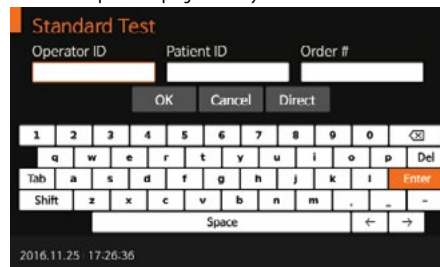 Standard Test
Operator ID Patient ID Order #
OK Cancel Direct
1 2 3 4 5 6 7 8 9 0
q w e r t y u i o p Del
Tab a s d f g h j k l Enter
Shift z x c v b n m . _ -
Space ← →
2016.11.25 17:26:36